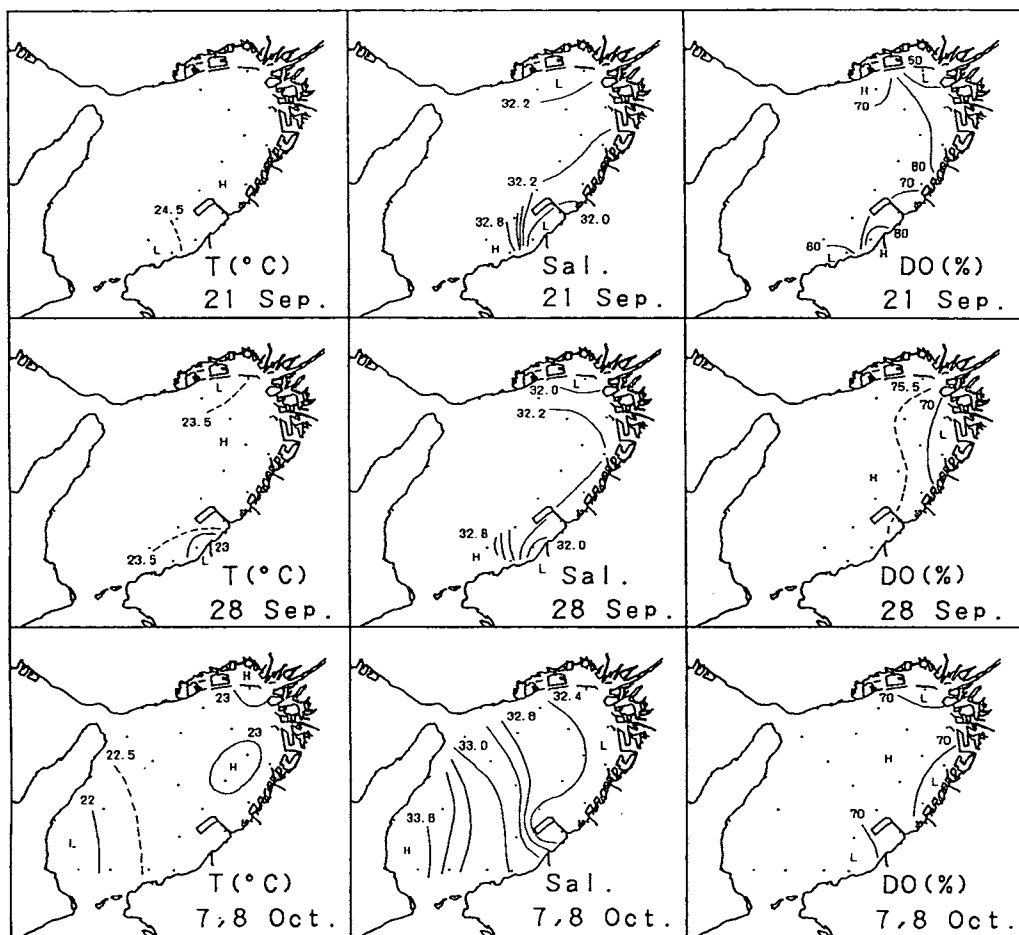 24.5
H
L
T(°C)
21 Sep.
L
32.2
32.2
32.8
32.0
L
H
Sal.
21 Sep.
50
L
H
70
80
70
80
80
L
H
DO(%)
21 Sep.
L
23.5
H
23.5
23
L
T(°C)
28 Sep.
32.0
L
32.2
32.8
H
32.0
L
Sal.
28 Sep.
75.5
70
L
H
DO(%)
28 Sep.
H
23
23
H
22.5
22
L
T(°C)
7,8 Oct.
32.4
32.8
33.0
L
33.8
H
Sal.
7,8 Oct.
70
L
70
H
L
70
L
DO(%)
7,8 Oct.